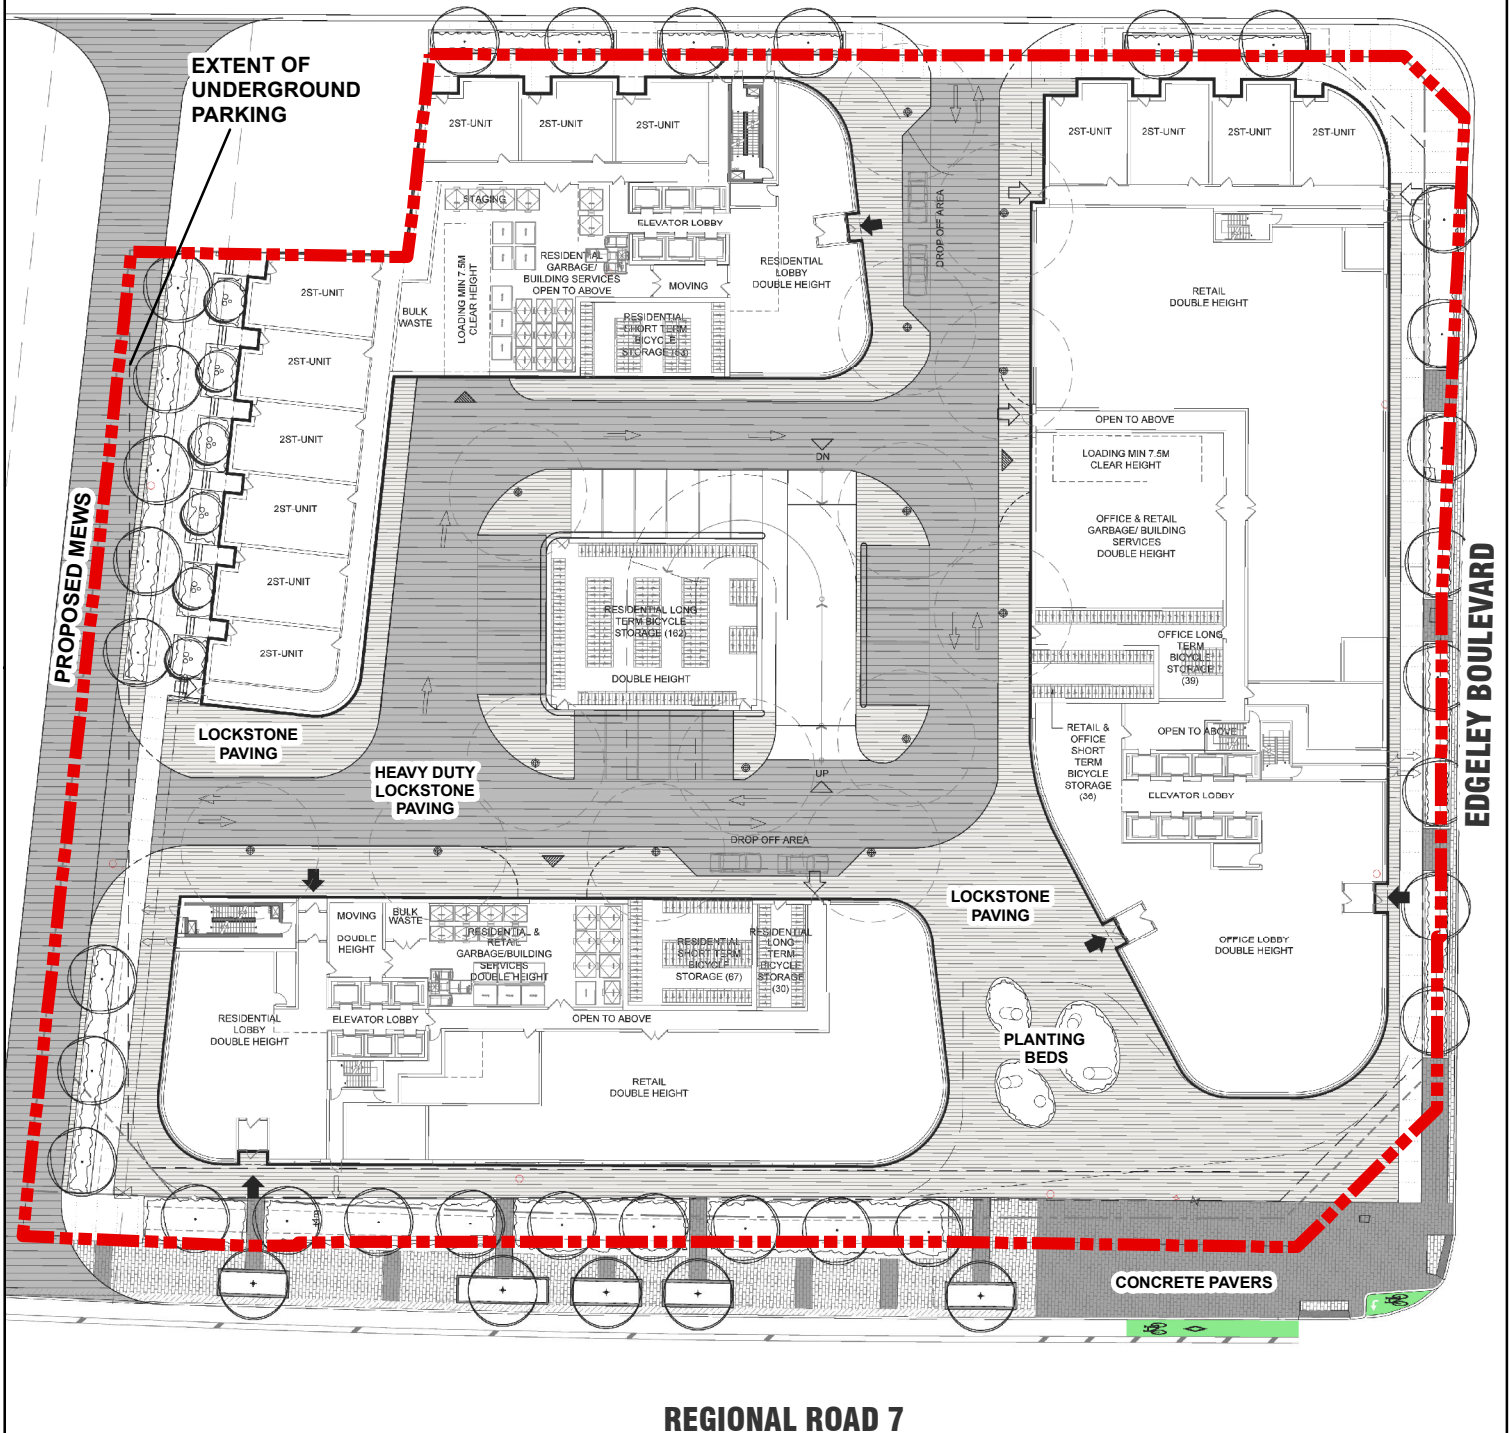 EXTENT OF
UNDERGROUND
PARKING
2ST-UNIT
2ST-UNIT
2ST-UNIT
2ST-UNIT
2ST-UNIT
2ST-UNIT
2ST-UNIT
STAGING
ELEVATOR LOBBY
DROP OFF AREA
RESIDENTIAL
GARBAGE/
BUILDING SERVICES
OPEN TO ABOVE
RESIDENTIAL
LOBBY
DOUBLE HEIGHT
MOVING
LOADING MIN 7.5M
CLEAR HEIGHT
BULK
WASTE
RESIDENTIAL
SHORT TERM
BICYCLE
STORAGE (63)
RETAIL
DOUBLE HEIGHT
2ST-UNIT
2ST-UNIT
2ST-UNIT
2ST-UNIT
2ST-UNIT
2ST-UNIT
OPEN TO ABOVE
LOADING MIN 7.5M
CLEAR HEIGHT
DN
OFFICE & RETAIL
GARBAGE/ BUILDING
SERVICES
DOUBLE HEIGHT
PROPOSED MEWS
EDGELEY BOULEVARD
RESIDENTIAL LONG
TERM BICYCLE
STORAGE (162)
DOUBLE HEIGHT
OFFICE LONG
TERM
BICYCLE
STORAGE
(39)
LOCKSTONE
PAVING
RETAIL &
OFFICE
SHORT
TERM
BICYCLE
STORAGE
(36)
OPEN TO ABOVE
UP
HEAVY DUTY
LOCKSTONE
PAVING
ELEVATOR LOBBY
DROP OFF AREA
LOCKSTONE
PAVING
MOVING
DOUBLE
HEIGHT
BULK
WASTE
RESIDENTIAL &
RETAIL
GARBAGE/BUILDING
SERVICES
DOUBLE HEIGHT
RESIDENTIAL
SHORT TERM
BICYCLE
STORAGE (67)
RESIDENTIAL
LONG
TERM
BICYCLE
STORAGE
(30)
OFFICE LOBBY
DOUBLE HEIGHT
RESIDENTIAL
LOBBY
DOUBLE HEIGHT
ELEVATOR LOBBY
OPEN TO ABOVE
PLANTING
BEDS
RETAIL
DOUBLE HEIGHT
CONCRETE PAVERS
REGIONAL ROAD 7